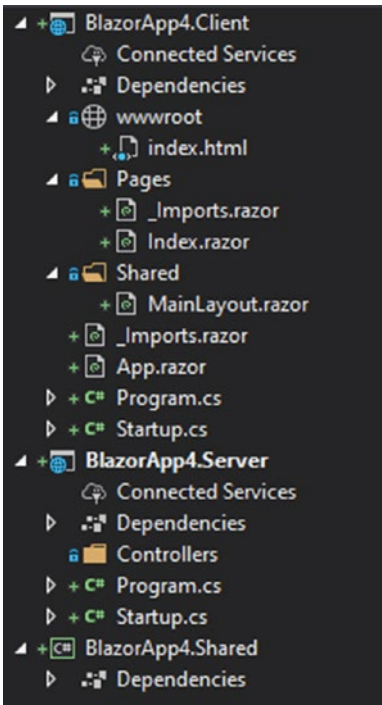 BlazorApp4.Client
Connected Services
Dependencies
wwwroot
index.html
Pages
_Imports.razor
Index.razor
Shared
MainLayout.razor
_Imports.razor
App.razor
C# Program.cs
C# Startup.cs
BlazorApp4.Server
Connected Services
Dependencies
Controllers
C# Program.cs
C# Startup.cs
C# BlazorApp4.Shared
Dependencies